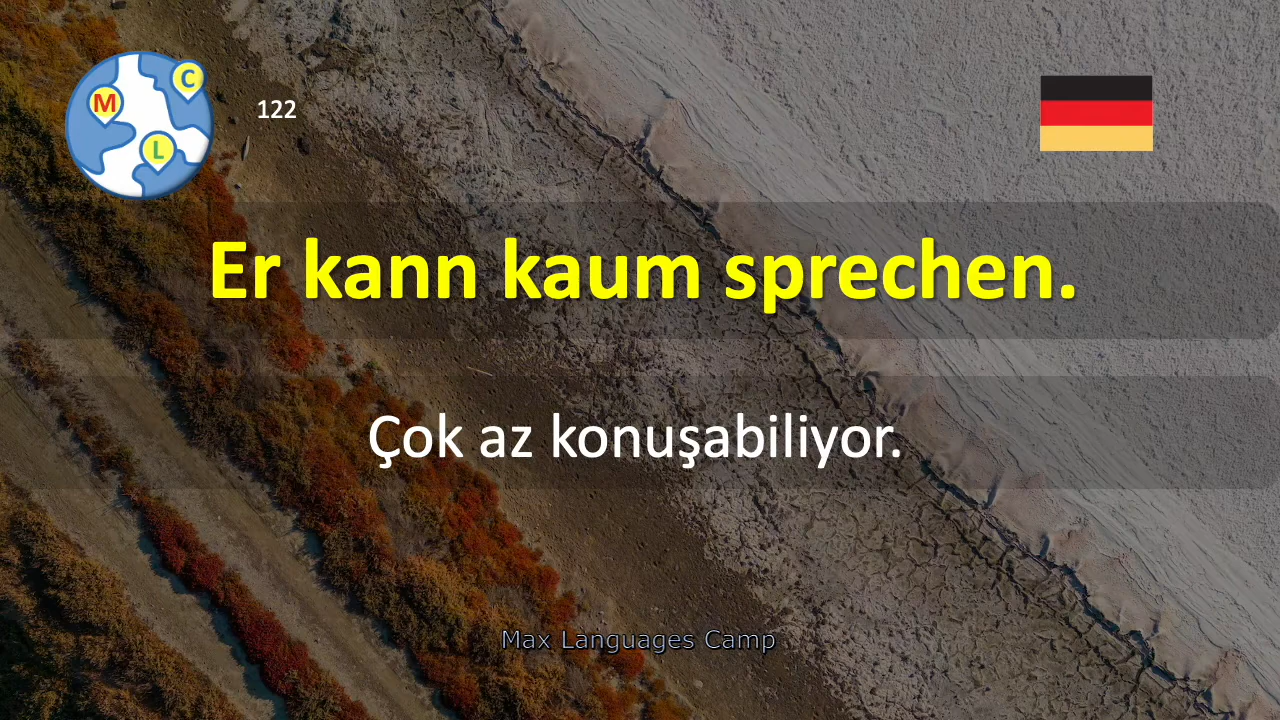 C
M
L
122
Er kann kaum sprechen.
Çok az konuşabiliyor.
Max Languages Camp